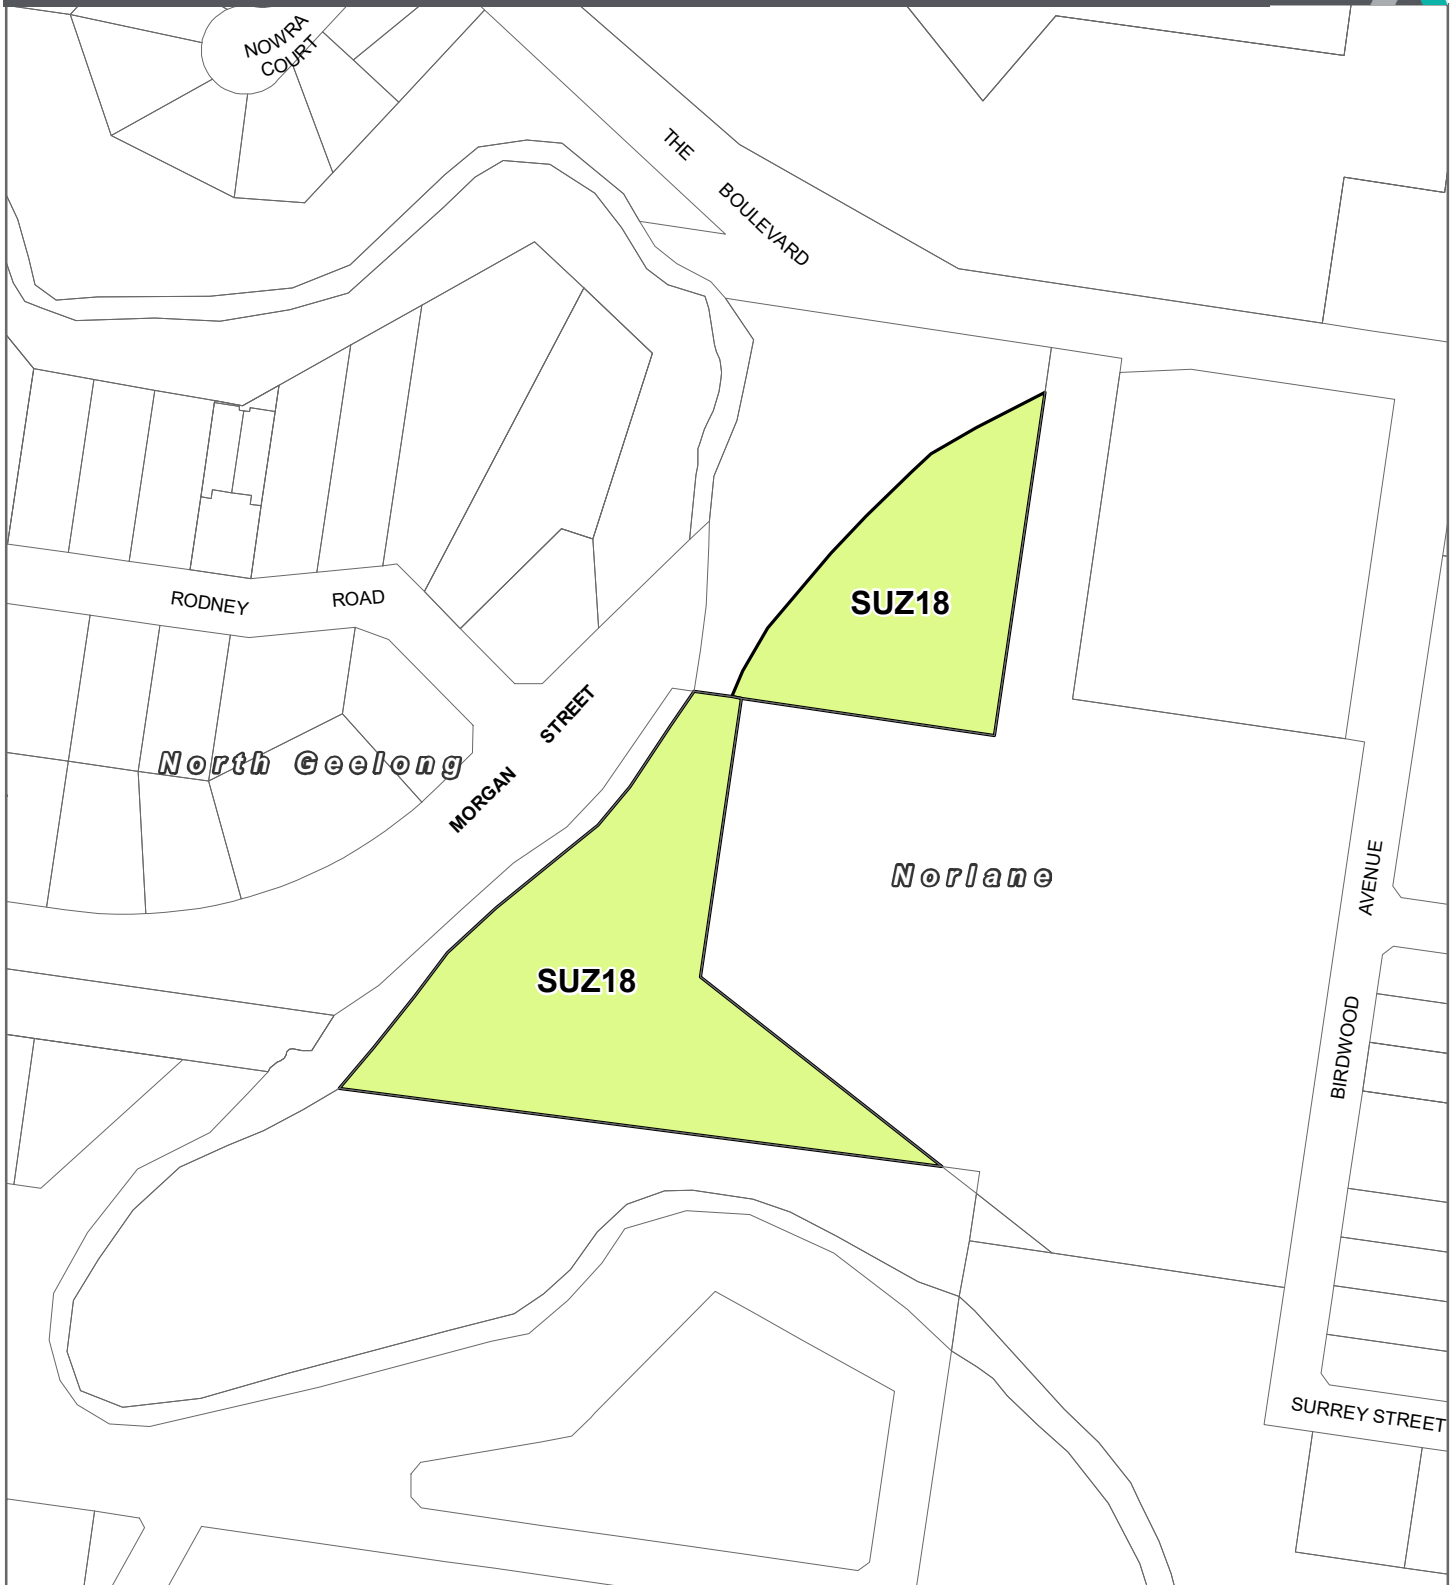 NOWRA
COURT
THE
BOULEVARD
SUZ18
RODNEY
ROAD
STREET
North Geelong
MORGAN
Norlane
AVENUE
SUZ18
BIRDWOOD
SURREY STREET